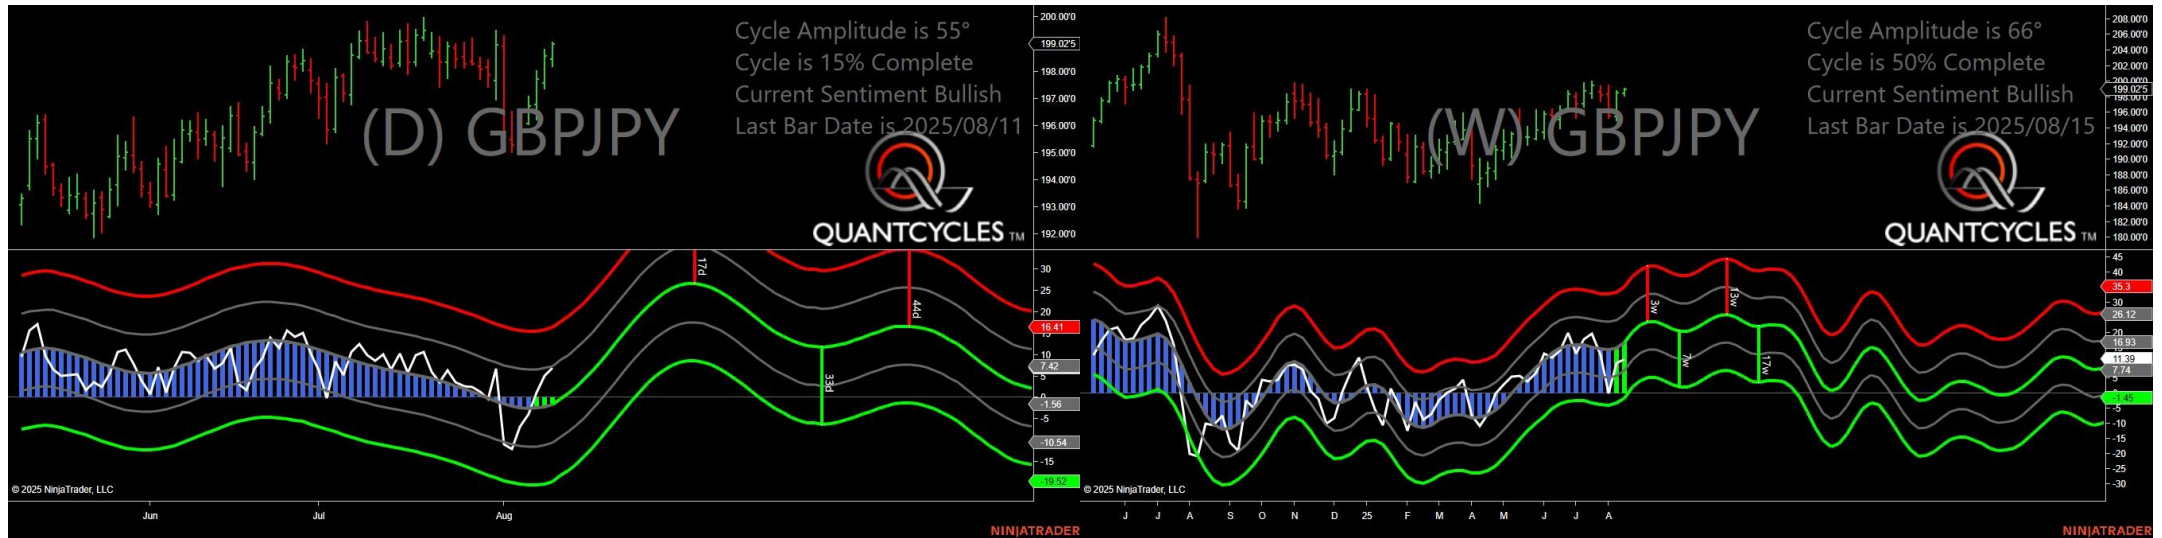 Cycle Amplitude is 55°
Cycle is 15% Complete
Current Sentiment Bullish
Last Bar Date is 2025/08/11
(D) GBPJPY
QUANTCYCLES TM
200.00'0
199.02'5
198.00'0
197.00'0
196.00'0
195.00'0
194.00'0
193.00'0
192.00'0
17d
44d
33d
30
25
20
16.41
10
7.42
5
0
-1.56
-5
-10.54
-15
-19.52
© 2025 NinjaTrader, LLC
Jun
Jul
Aug
NINJATRADER
Cycle Amplitude is 66°
Cycle is 50% Complete
Current Sentiment Bullish
Last Bar Date is 2025/08/15
(W) GBPJPY
QUANTCYCLES TM
208.00'0
206.00'0
204.00'0
202.00'0
200.00'0
199.02'5
198.00'0
196.00'0
194.00'0
192.00'0
190.00'0
188.00'0
186.00'0
184.00'0
182.00'0
180.00'0
3w
13w
7w
17w
45
40
35.3
30
26.12
20
16.93
11.39
7.74
-1.45
-5
-10
-15
-20
-25
-30
© 2025 NinjaTrader, LLC
J J A S O N D 25 F M A M J J A
NINJATRADER